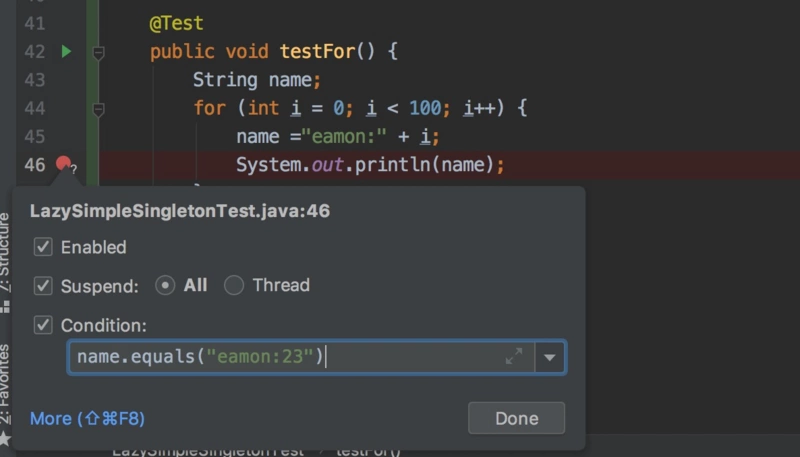 41 @Test
42 public void testFor() {
43 String name;
44 for (int i = 0; i < 100; i++) {
45 name ="eamon:" + i;
46 System.out.println(name);
?
}
LazySimpleSingletonTest.java:46
Enabled
Suspend: All Thread
Condition:
name.equals("eamon:23")
More (⇧⌘F8) Done
LazySimpleSingletonTest > testFor()
7: Structure
2: Favorites